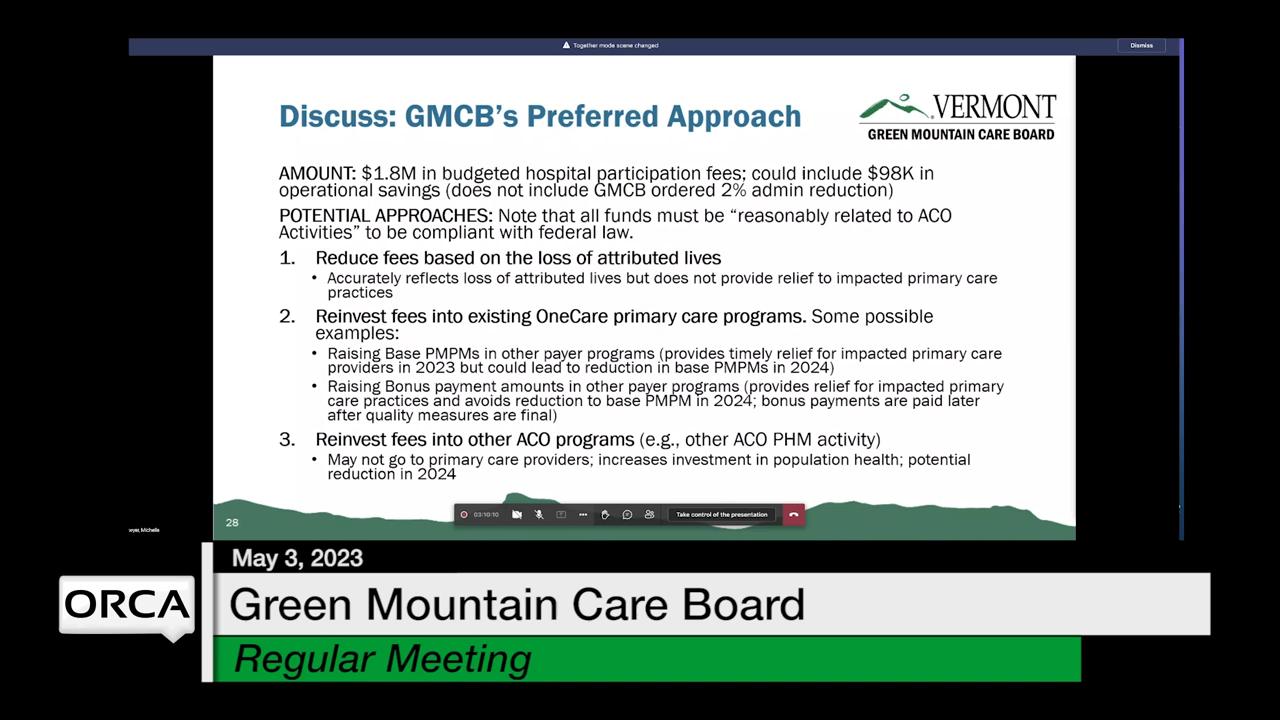 Together mode scene changed
Dismiss
Discuss: GMCB's Preferred Approach
VERMONT
GREEN MOUNTAIN CARE BOARD
AMOUNT: $1.8M in budgeted hospital participation fees; could include $98K in
operational savings (does not include GMCB ordered 2% admin reduction)
POTENTIAL APPROACHES: Note that all funds must be “reasonably related to ACO
Activities” to be compliant with federal law.
1. Reduce fees based on the loss of attributed lives
• Accurately reflects loss of attributed lives but does not provide relief to impacted primary care
practices
2. Reinvest fees into existing OneCare primary care programs. Some possible
examples:
• Raising Base PMPMs in other payer programs (provides timely relief for impacted primary care
providers in 2023 but could lead to reduction in base PMPMs in 2024)
• Raising Bonus payment amounts in other payer programs (provides relief for impacted primary
care practices and avoids reduction to base PMPM in 2024; bonus payments are paid later
after quality measures are final)
3. Reinvest fees into other ACO programs (e.g., other ACO PHM activity)
• May not go to primary care providers; increases investment in population health; potential
reduction in 2024
28
03:10:10
Take control of the presentation
Michelle
May 3, 2023
ORCA
Green Mountain Care Board
Regular Meeting